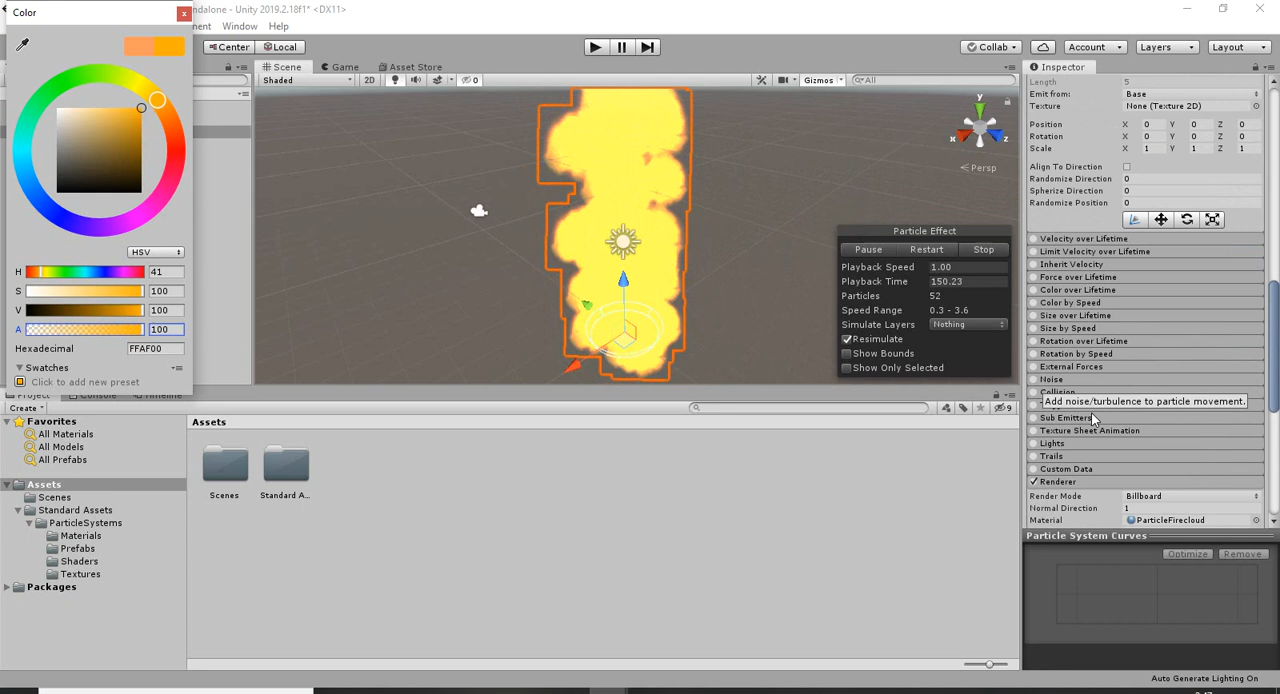 Color
x
ndalone - Unity 2019.2.18f1* <DX11>
nent Window Help
Center Local
Collab Account Layers Layout
Scene Game Asset Store
Shaded 2D 0 Gizmos All
Inspector
Length 5
Emit from: Base
Texture None (Texture 2D)
Position X 0 Y 0 Z 0
Rotation X 0 Y 0 Z 0
Scale X 1 Y 1 Z 1
Align To Direction
Randomize Direction 0
Spherize Direction 0
Randomize Position 0
y
x z
Persp
Particle Effect
Pause Restart Stop
Playback Speed 1.00
Playback Time 150.23
Particles 52
Speed Range 0.3 - 3.6
Simulate Layers Nothing
Resimulate
Show Bounds
Show Only Selected
HSV
H 41
S 100
V 100
A 100
Hexadecimal FFAF00
Swatches
Click to add new preset
Velocity over Lifetime
Limit Velocity over Lifetime
Inherit Velocity
Force over Lifetime
Color over Lifetime
Color by Speed
Size over Lifetime
Size by Speed
Rotation over Lifetime
Rotation by Speed
External Forces
Noise
Collision
Add noise/turbulence to particle movement.
Sub Emitters
Texture Sheet Animation
Lights
Trails
Custom Data
Renderer
Render Mode Billboard
Normal Direction 1
Material ParticleFirecloud
Particle System Curves
Optimize Remove
Project Console Timeline
Create
9
Favorites
All Materials
All Models
All Prefabs
Assets
Scenes
Standard Assets
ParticleSystems
Materials
Prefabs
Shaders
Textures
Packages
Assets
Scenes Standard A...
Auto Generate Lighting On